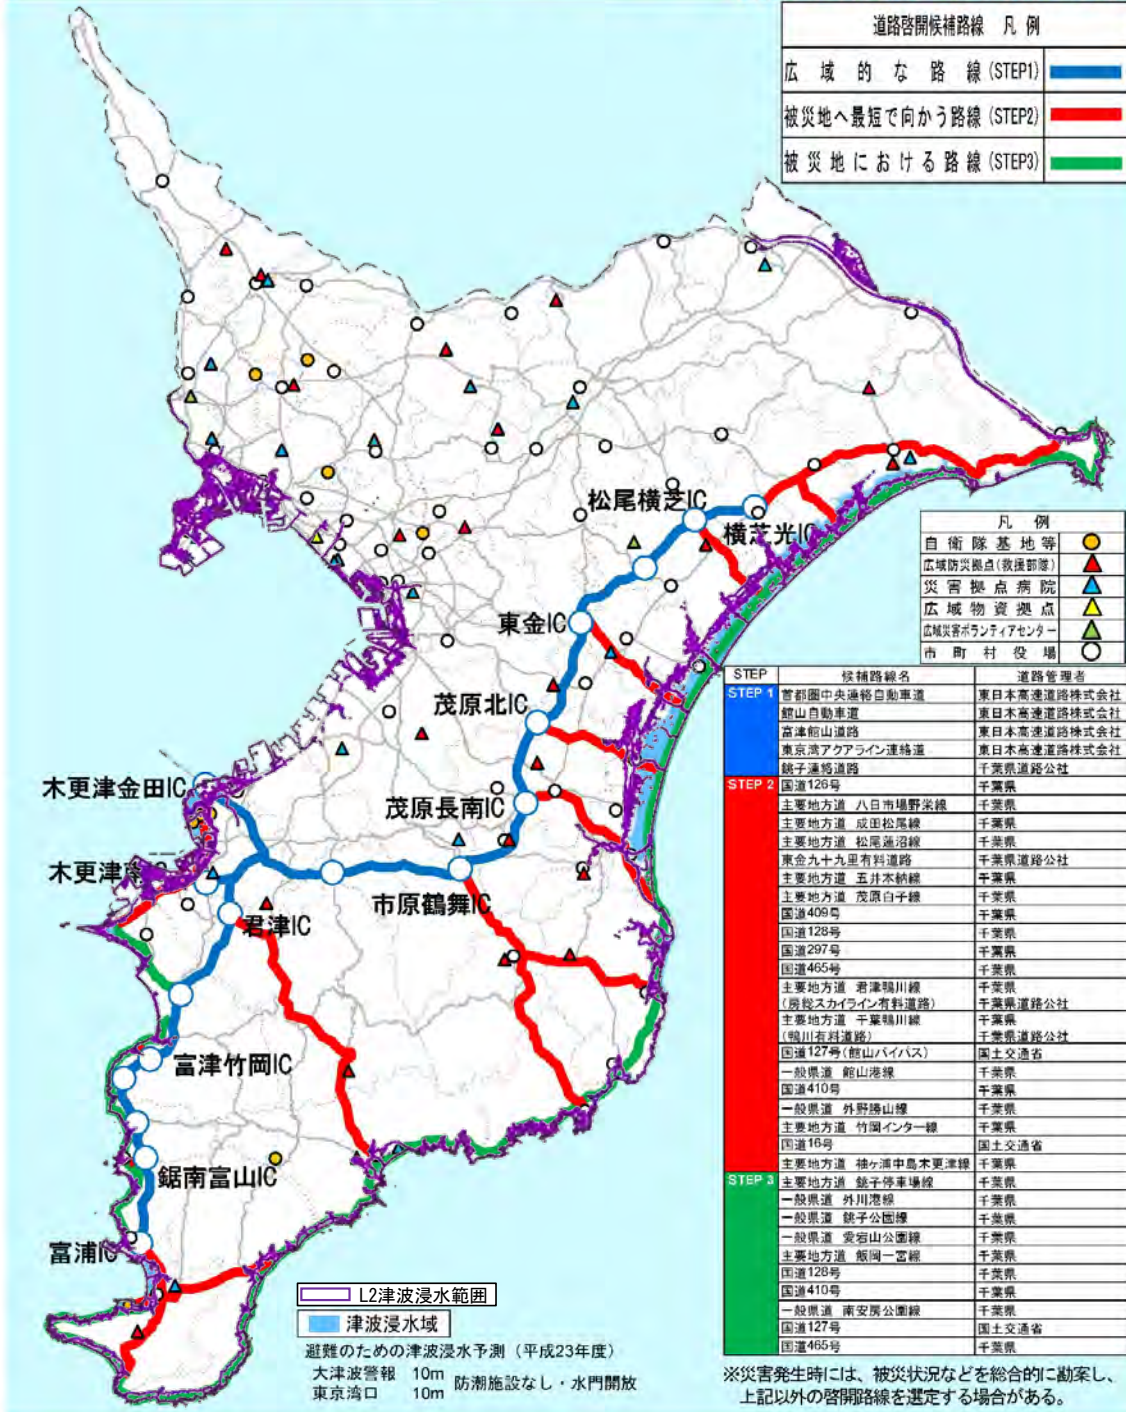 道路啓開候補路線 凡 例
広 域 的 な 路 線 (STEP1)
被災地へ最短で向かう路線 (STEP2)
被 災 地 に お け る 路 線 (STEP3)
松尾横芝IC
横芝光IC
東金IC
茂原北IC
木更津金田IC
茂原長南IC
市原鶴舞IC
君津IC
富津竹岡IC
鋸南富山IC
富浦IC
凡 例
自 衛 隊 基 地 等
広域防災拠点(救援部隊)
災 害 拠 点 病 院
広 域 物 資 拠 点
広域災害ボランティアセンター
市 町 村 役 場
STEP 候補路線名 道路管理者
STEP 1 首都圏中央連絡自動車道 東日本高速道路株式会社
館山自動車道 東日本高速道路株式会社
富津館山道路 東日本高速道路株式会社
東京湾アクアライン連絡道 東日本高速道路株式会社
銚子連絡道路 千葉県道路公社
STEP 2 国道126号 千葉県
主要地方道 八日市場野栄線 千葉県
主要地方道 成田松尾線 千葉県
主要地方道 松尾蓮沼線 千葉県
東金九十九里有料道路 千葉県道路公社
主要地方道 五井本納線 千葉県
主要地方道 茂原白子線 千葉県
国道409号 千葉県
国道128号 千葉県
国道297号 千葉県
国道465号 千葉県
主要地方道 君津鴨川線 千葉県
(房総スカイライン有料道路) 千葉県道路公社
主要地方道 千葉鴨川線 千葉県
(鴨川有料道路) 千葉県道路公社
国道127号(館山バイパス) 国土交通省
一般県道 館山港線 千葉県
国道410号 千葉県
一般県道 外野勝山線 千葉県
主要地方道 竹岡インター線 千葉県
国道16号 国土交通省
主要地方道 袖ヶ浦中島木更津線 千葉県
STEP 3 主要地方道 銚子停車場線 千葉県
一般県道 外川港線 千葉県
一般県道 銚子公園線 千葉県
一般県道 愛宕山公園線 千葉県
主要地方道 飯岡一宮線 千葉県
国道128号 千葉県
国道410号 千葉県
一般県道 南安房公園線 千葉県
国道127号 国土交通省
国道465号 千葉県
L2津波浸水範囲
津波浸水域
避難のための津波浸水予測 (平成23年度)
大津波警報 10m 防潮施設なし・水門開放
東京湾口 10m
※災害発生時には、被災状況などを総合的に勘案し、
上記以外の啓開路線を選定する場合がある。